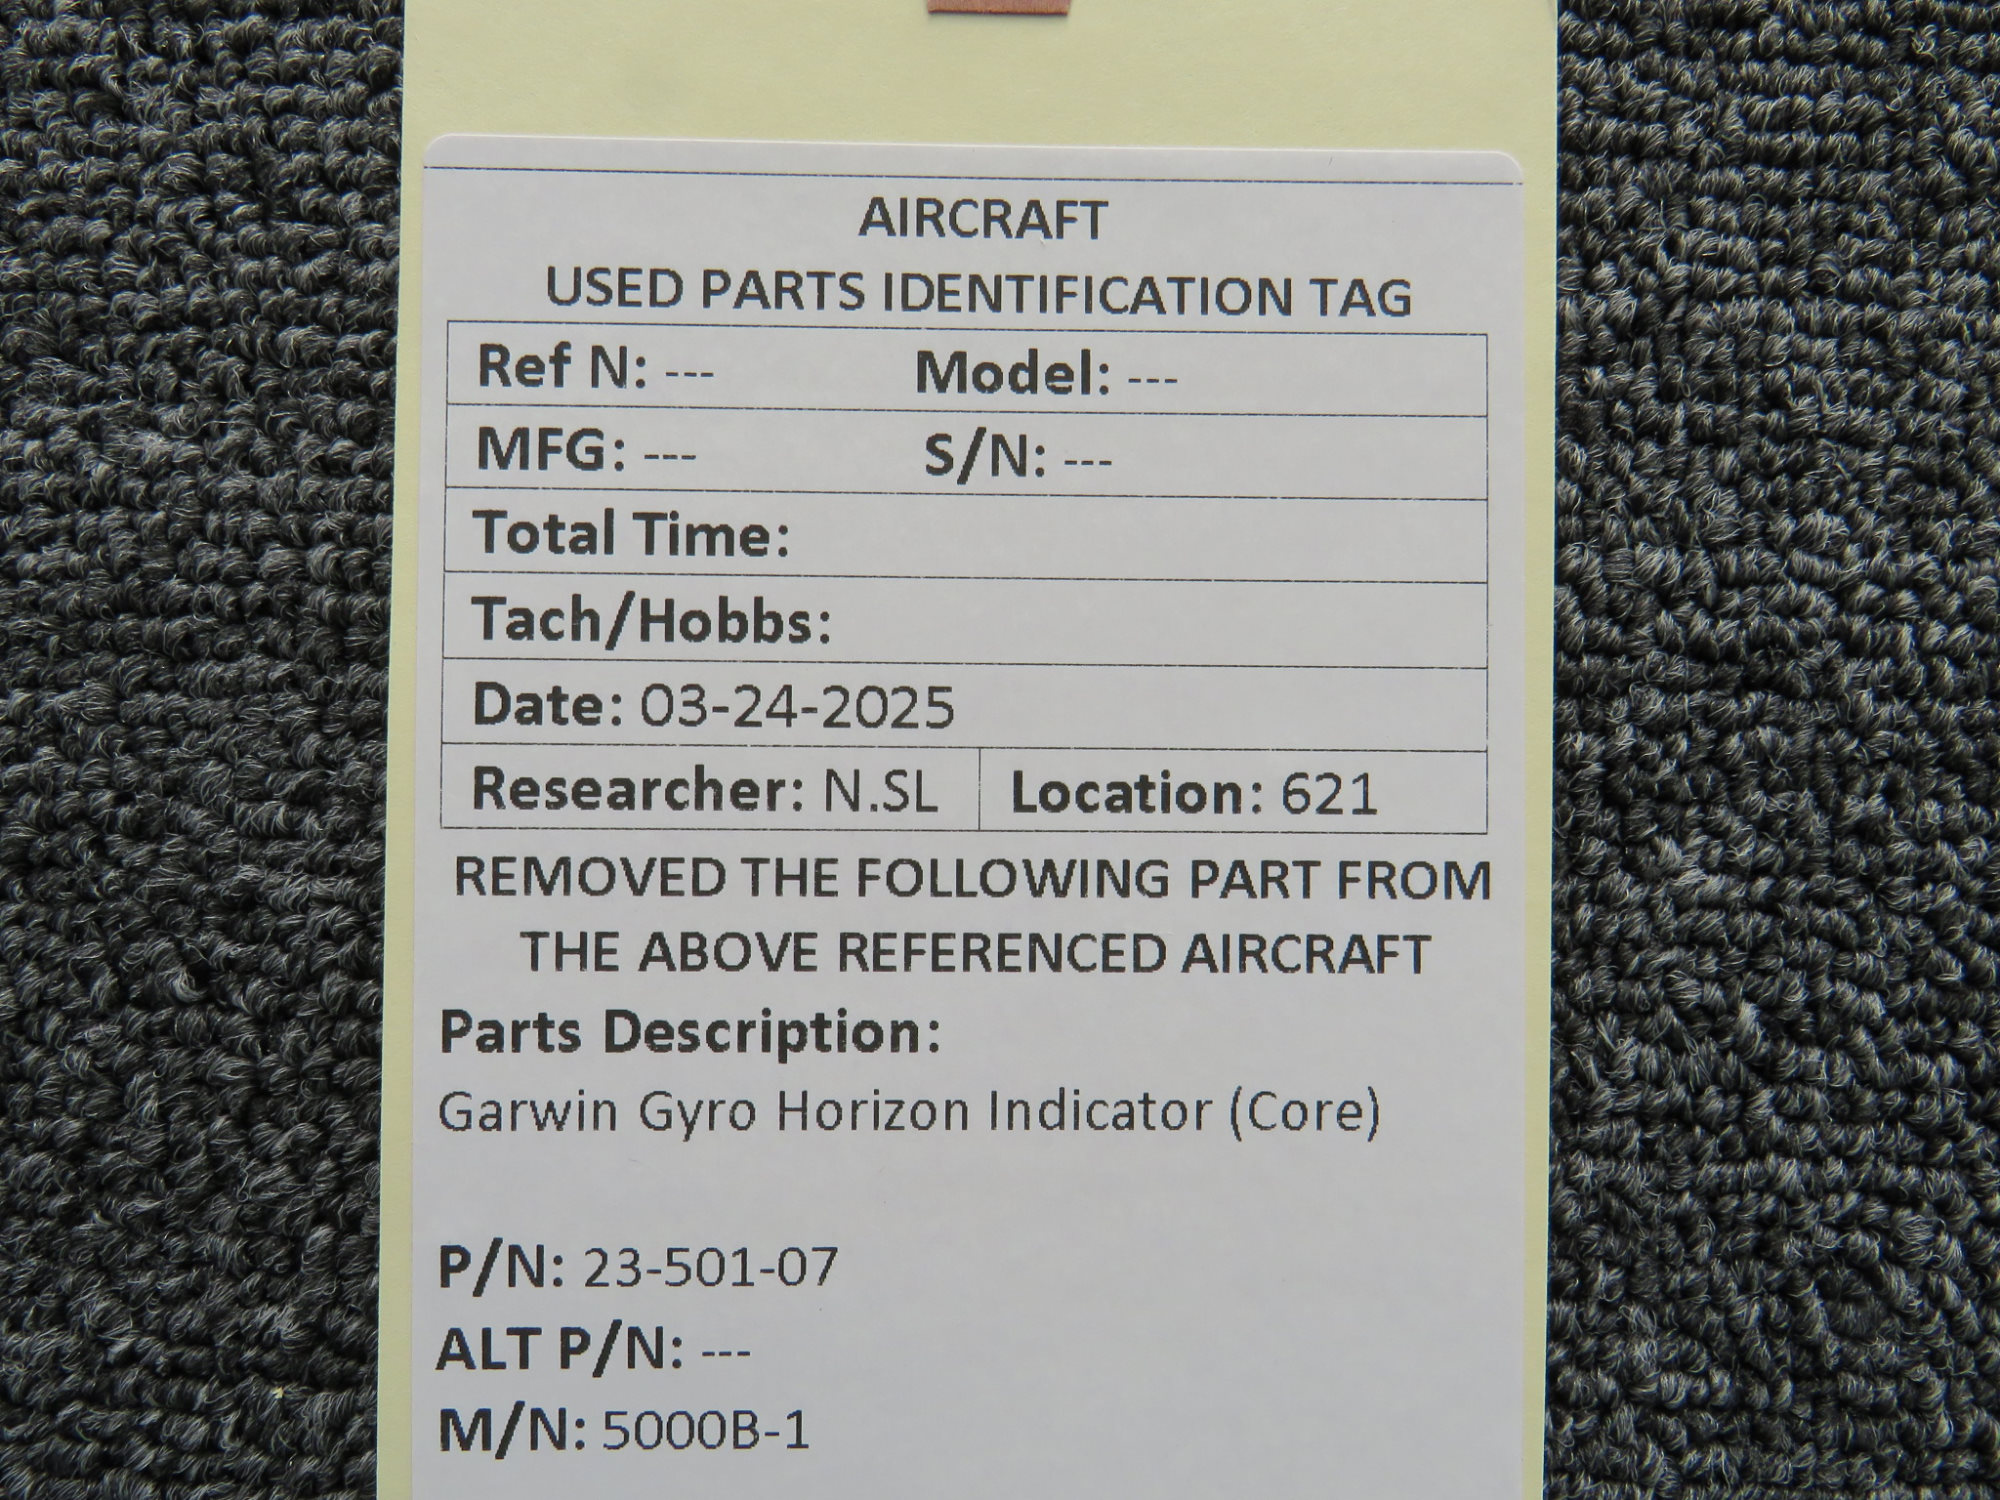 AIRCRAFT
USED PARTS IDENTIFICATION TAG
Ref N: --- Model: ---
MFG: --- S/N: ---
Total Time:
Tach/Hobbs:
Date: 03-24-2025
Researcher: N.SL Location: 621
REMOVED THE FOLLOWING PART FROM
THE ABOVE REFERENCED AIRCRAFT
Parts Description:
Garwin Gyro Horizon Indicator (Core)
P/N: 23-501-07
ALT P/N: ---
M/N: 5000B-1